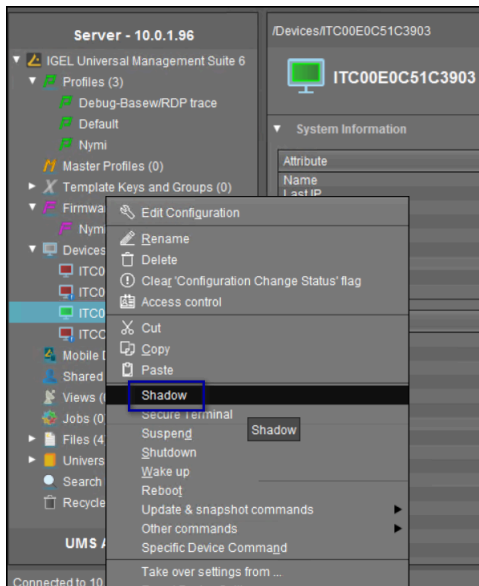 Server - 10.0.1.96
IGEL Universal Management Suite 6
Profiles (3)
Debug-Basew/RDP trace
Default
Nymi
Master Profiles (0)
Template Keys and Groups (0)
Firmwa
Nymi
Devices
ITC0
ITC0
ITC0
ITCC
Mobile
Shared
Views (
Jobs (0)
Files (4
Univers
Search
Recycle
UMS
Connected to 10
/Devices/ITC00E0C51C3903
ITC00E0C51C3903
System Information
Attribute
Name
Last IP
Edit Configuration
Rename
Delete
Clear 'Configuration Change Status' flag
Access control
Cut
Copy
Paste
Shadow
Secure Terminal
Suspend
Shadow
Shutdown
Wake up
Reboot
Update & snapshot commands
Other commands
Specific Device Command
Take over settings from ...